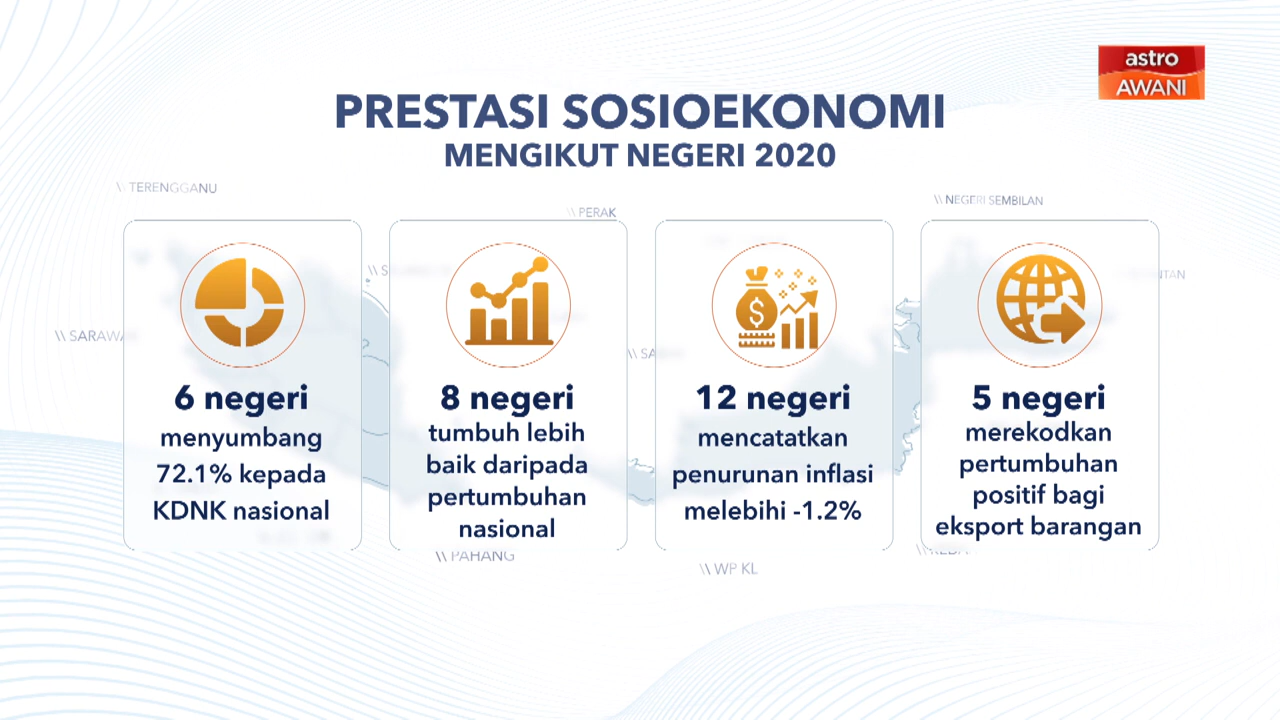 astro
AWANI
PRESTASI SOSIOEKONOMI
MENGIKUT NEGERI 2020
\\ TERENGGANU
\\ PERAK
\\ NEGERI SEMBILAN
6 negeri
menyumbang
72.1% kepada
KDNK nasional
8 negeri
tumbuh lebih
baik daripada
pertumbuhan
nasional
12 negeri
mencatatkan
penurunan inflasi
melebihi -1.2%
5 negeri
merekodkan
pertumbuhan
positif bagi
eksport barangan
\\ PAHANG
\\ WP KL